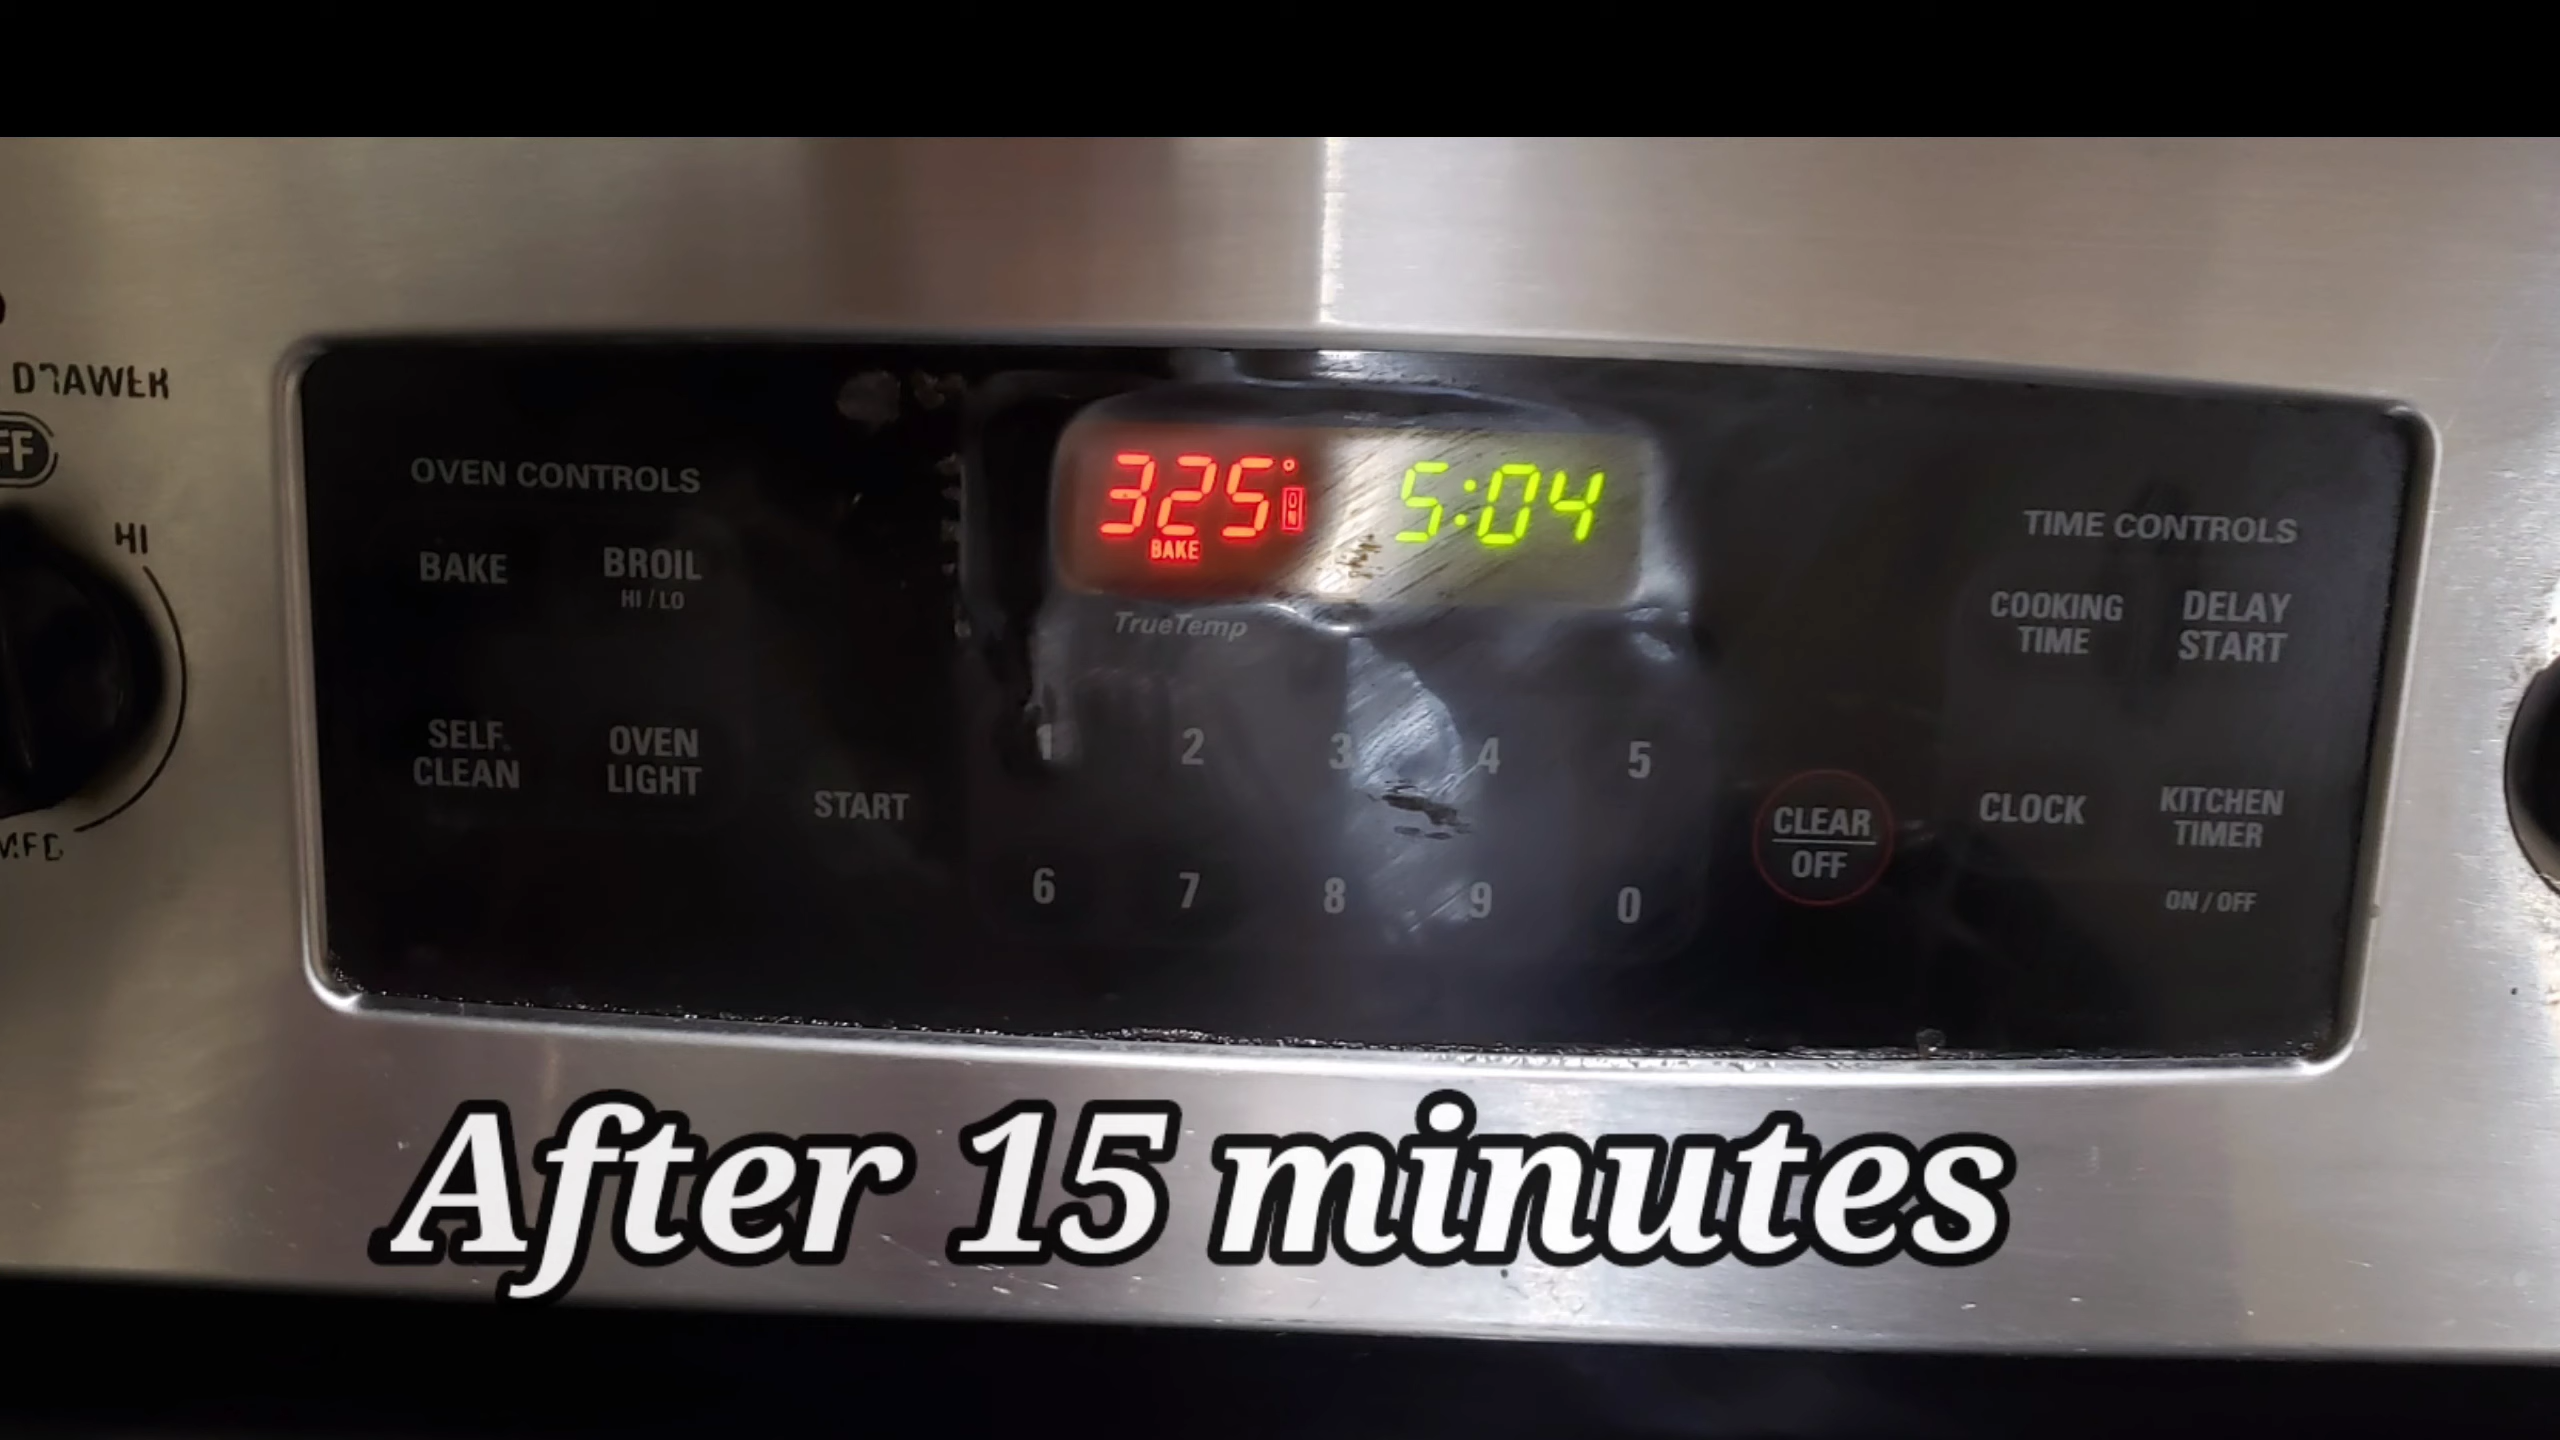 DRAWER
HI
OVEN CONTROLS
BAKE
BROIL
HI / LO
SELF
CLEAN
OVEN
LIGHT
START
325°
ON
BAKE
5:04
TrueTemp
1 2 3 4 5
6 7 8 9 0
CLEAR
OFF
TIME CONTROLS
COOKING
TIME
DELAY
START
CLOCK
KITCHEN
TIMER
ON / OFF
After 15 minutes